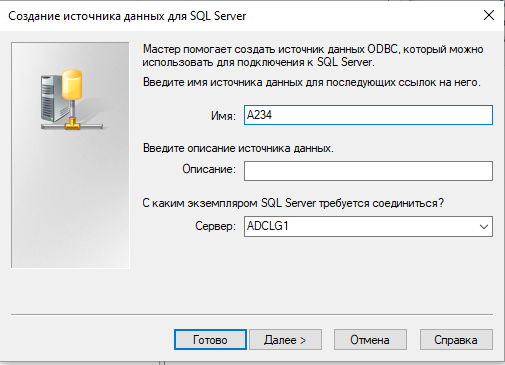 Создание источника данных для SQL Server
Мастер помогает создать источник данных ODBC, который можно
использовать для подключения к SQL Server.
Введите имя источника данных для последующих ссылок на него.
Имя: A234
Введите описание источника данных.
Описание:
С каким экземпляром SQL Server требуется соединиться?
Сервер: ADCLG1
Готово Далее > Отмена Справка